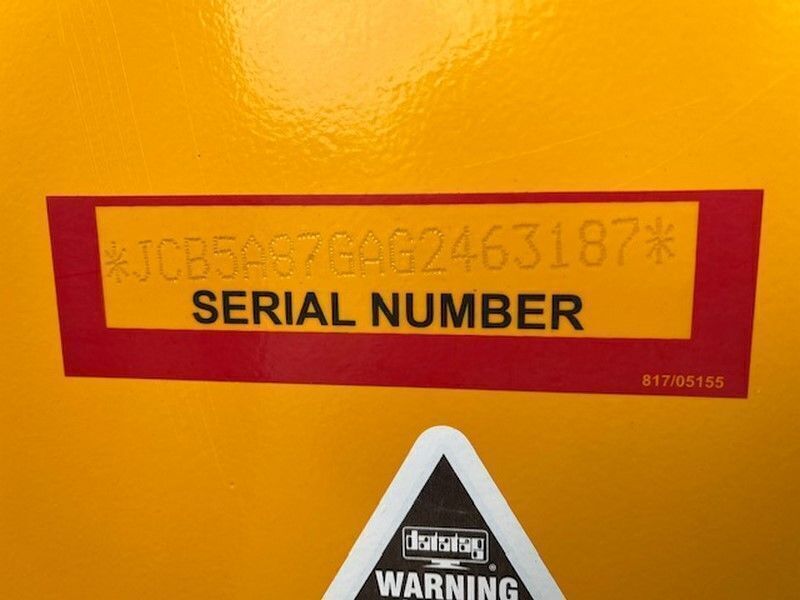 *JCB5A87GAG2463187*
SERIAL NUMBER
817/05155
datatag
®
WARNING